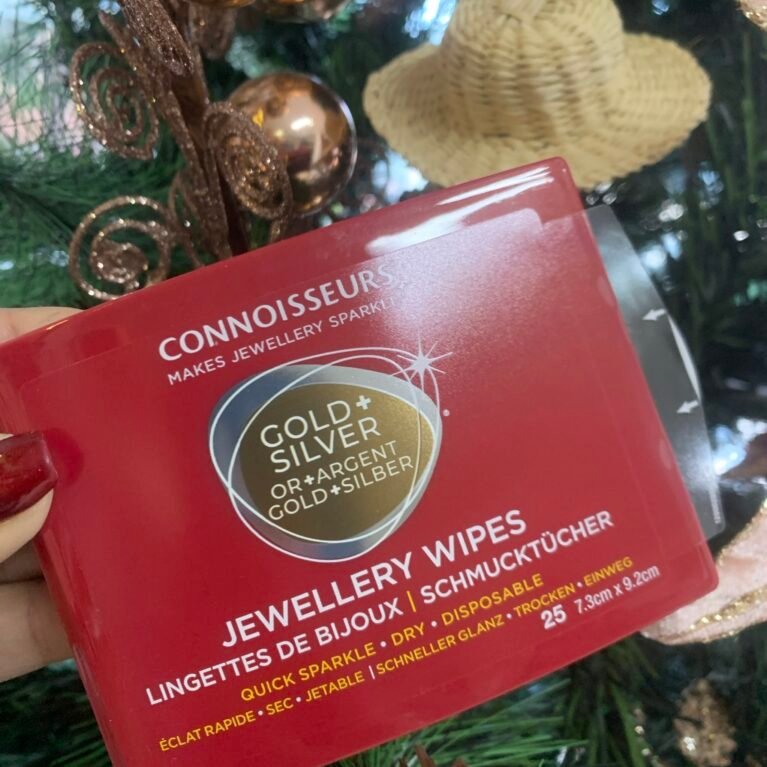 CONNOISSEURS
MAKES JEWELLERY SPARKLE
GOLD+
SILVER
OR+ARGENT
GOLD+SILBER
JEWELLERY WIPES
LINGETTES DE BIJOUX | SCHMUCKTÜCHER
QUICK SPARKLE • DRY • DISPOSABLE
ÉCLAT RAPIDE • SEC • JETABLE | SCHNELLER GLANZ • TROCKEN • EINWEG
25 7.3cm x 9.2cm